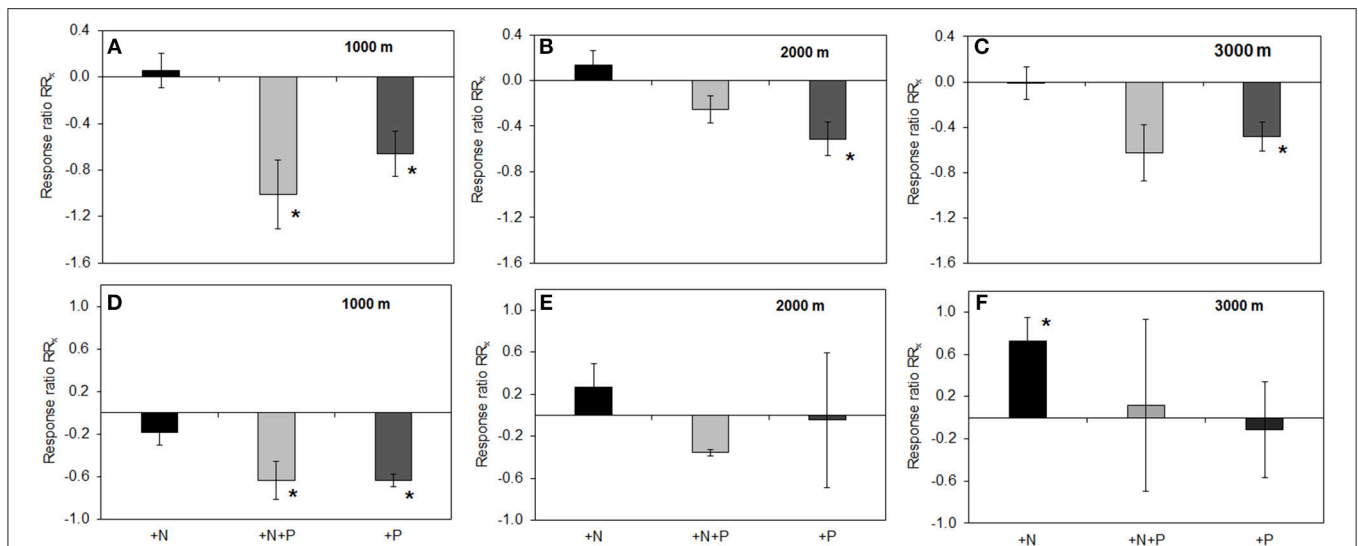 A 1000 m
0.4
0.0
-0.4
-0.8
-1.2
-1.6
Response ratio RRx
*
*
B 2000 m
0.4
0.0
-0.4
-0.8
-1.2
-1.6
Response ratio RRx
*
C 3000 m
0.4
0.0
-0.4
-0.8
-1.2
-1.6
Response ratio RRx
*
D 1000 m
1.0
0.6
0.2
-0.2
-0.6
-1.0
Response ratio RRx
*
*
+N +N+P +P
E 2000 m
1.0
0.6
0.2
-0.2
-0.6
-1.0
Response ratio RRx
+N +N+P +P
F 3000 m
1.0
0.6
0.2
-0.2
-0.6
-1.0
Response ratio RRx
*
+N +N+P +P